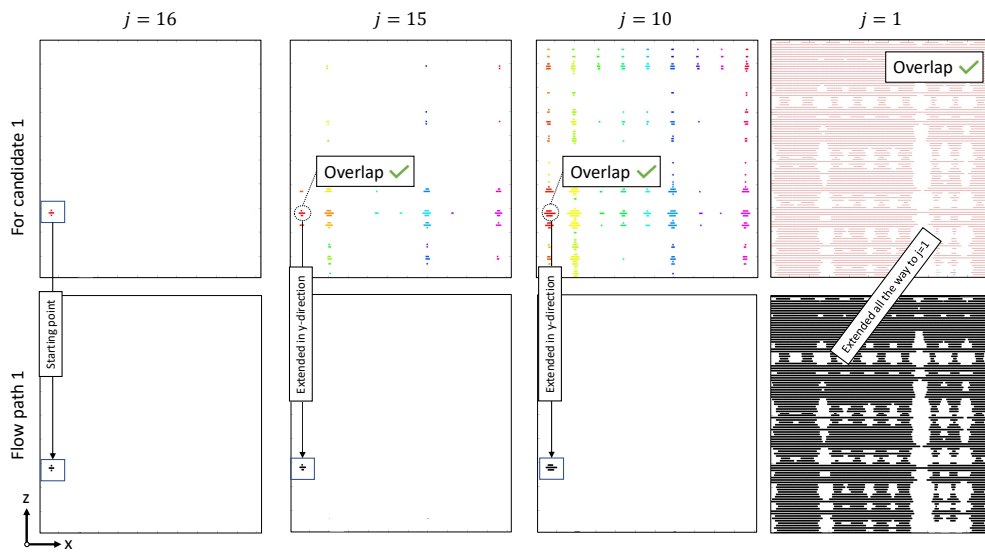 j = 16
j = 15
j = 10
j = 1
For candidate 1
Overlap
Overlap
Overlap
Starting point
Extended in y-direction
Extended in y-direction
Extended all the way to j=1
Flow path 1
z
x